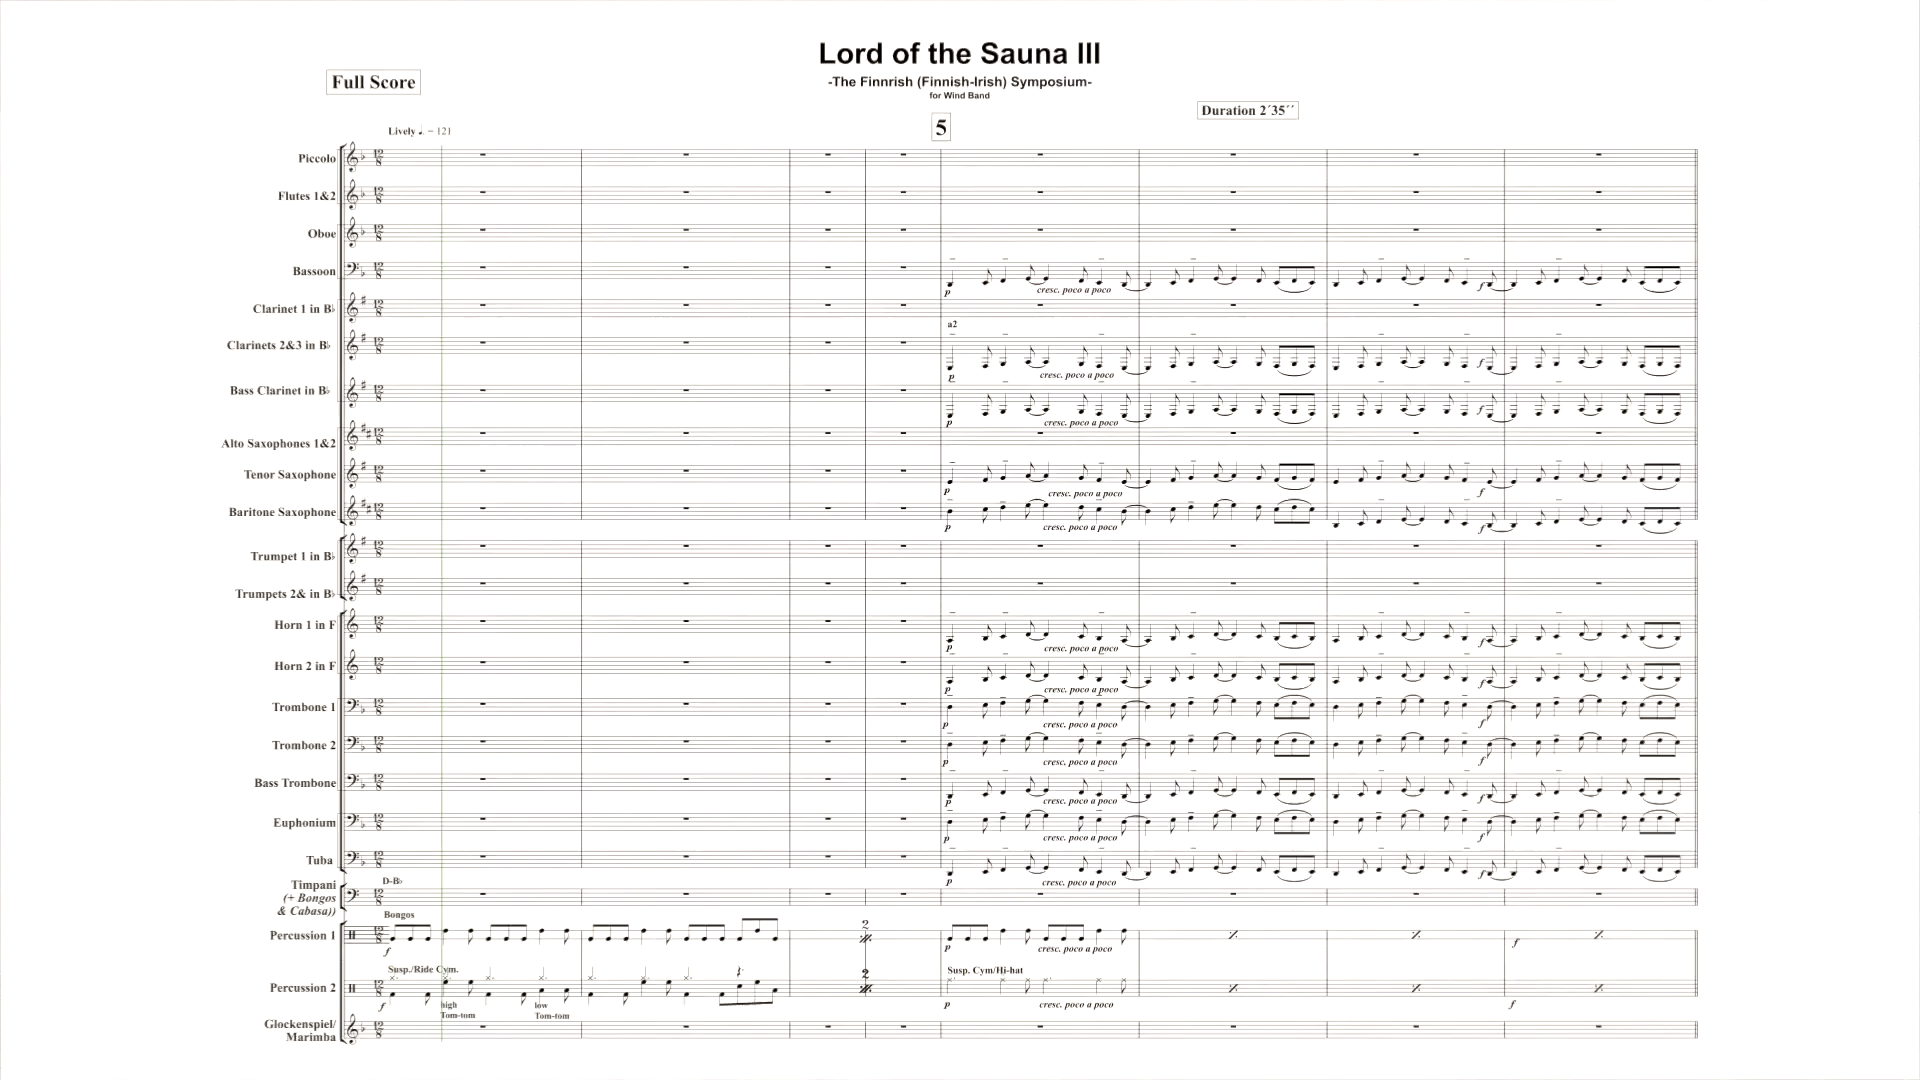 Lord of the Sauna III
Full Score
-The Finnrish (Finnish-Irish) Symposium-
for Wind Band
Duration 2´35´´
5
Lively ♩. = 121
Piccolo
Flutes 1&2
Oboe
Bassoon
p
cresc. poco a poco
f
Clarinet 1 in B♭
a2
Clarinets 2&3 in B♭
p
cresc. poco a poco
f
Bass Clarinet in B♭
p
cresc. poco a poco
f
Alto Saxophones 1&2
Tenor Saxophone
p
cresc. poco a poco
f
Baritone Saxophone
p
cresc. poco a poco
f
Trumpet 1 in B♭
Trumpets 2& in B♭
Horn 1 in F
p
cresc. poco a poco
f
Horn 2 in F
p
cresc. poco a poco
f
Trombone 1
p
cresc. poco a poco
f
Trombone 2
p
cresc. poco a poco
f
Bass Trombone
p
cresc. poco a poco
f
Euphonium
p
cresc. poco a poco
f
Tuba
p
cresc. poco a poco
f
D-B♭
Timpani
(+ Bongos
& Cabasa))
Bongos
2
Percussion 1
f
p
cresc. poco a poco
f
Susp./Ride Cym.
2
Susp. Cym/Hi-hat
Percussion 2
f
high
Tom-tom
low
Tom-tom
p
cresc. poco a poco
f
Glockenspiel/
Marimba